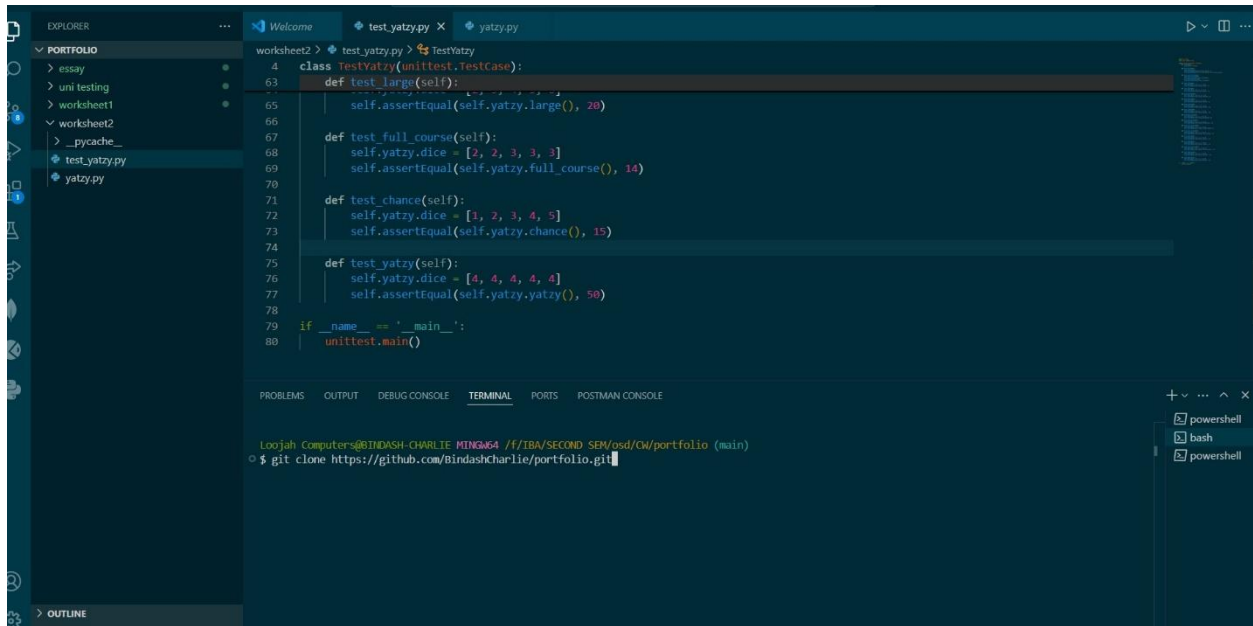 EXPLORER
PORTFOLIO
essay
uni testing
worksheet1
worksheet2
__pycache__
test_yatzy.py
yatzy.py
OUTLINE
8
1
Welcome test_yatzy.py yatzy.py
worksheet2 > test_yatzy.py > TestYatzy
4 class TestYatzy(unittest.TestCase):
63 def test_large(self):
65 self.assertEqual(self.yatzy.large(), 20)
66
67 def test_full_course(self):
68 self.yatzy.dice = [2, 2, 3, 3, 3]
69 self.assertEqual(self.yatzy.full_course(), 14)
70
71 def test_chance(self):
72 self.yatzy.dice = [1, 2, 3, 4, 5]
73 self.assertEqual(self.yatzy.chance(), 15)
74
75 def test_yatzy(self):
76 self.yatzy.dice = [4, 4, 4, 4, 4]
77 self.assertEqual(self.yatzy.yatzy(), 50)
78
79 if __name__ == '__main__':
80 unittest.main()
PROBLEMS OUTPUT DEBUG CONSOLE TERMINAL PORTS POSTMAN CONSOLE
Loojah Computers@BINDASH-CHARLIE MINGW64 /f/IBA/SECOND SEM/osd/CW/portfolio (main)
$ git clone https://github.com/BindashCharlie/portfolio.git
powershell
bash
powershell